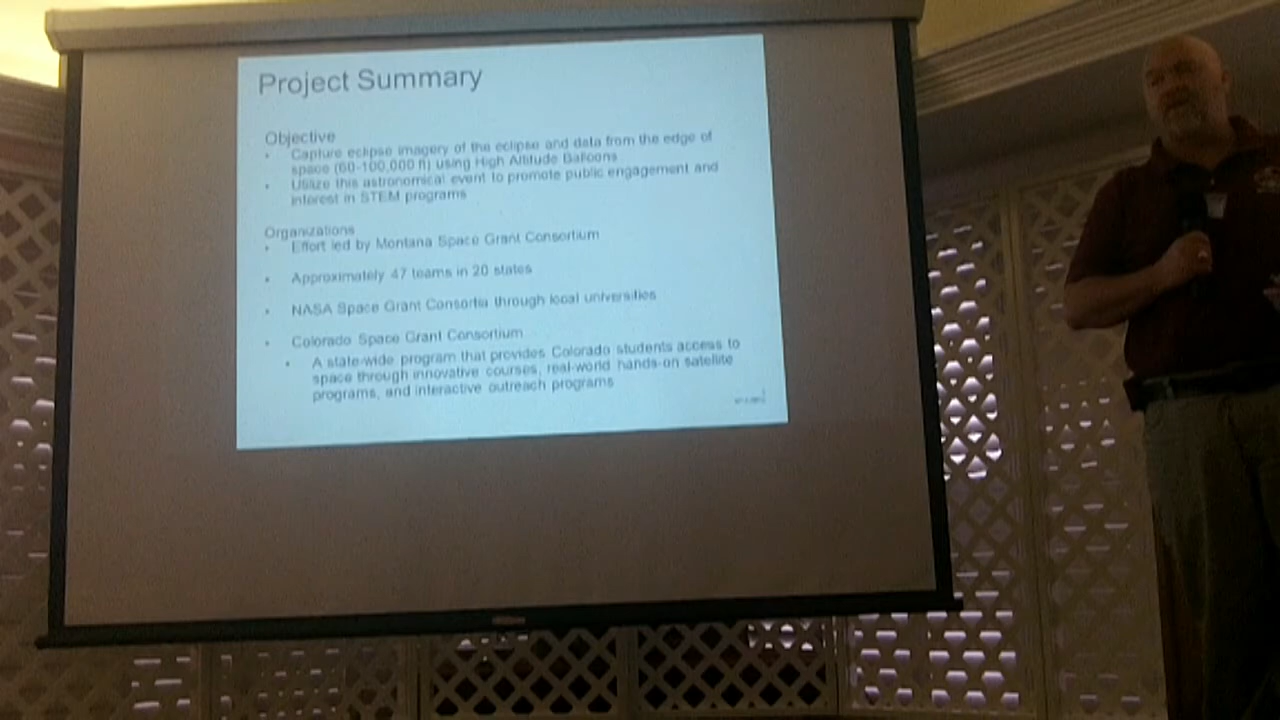 Project Summary
Objective
• Capture eclipse imagery of the eclipse and data from the edge of
space (60-100,000 ft) using High Altitude Balloons
• Utilize this astronomical event to promote public engagement and
interest in STEM programs
Organizations
• Effort led by Montana Space Grant Consortium
• Approximately 47 teams in 20 states
• NASA Space Grant Consortia through local universities
• Colorado Space Grant Consortium
• A state-wide program that provides Colorado students access to
space through innovative courses, real-world hands-on satellite
programs, and interactive outreach programs